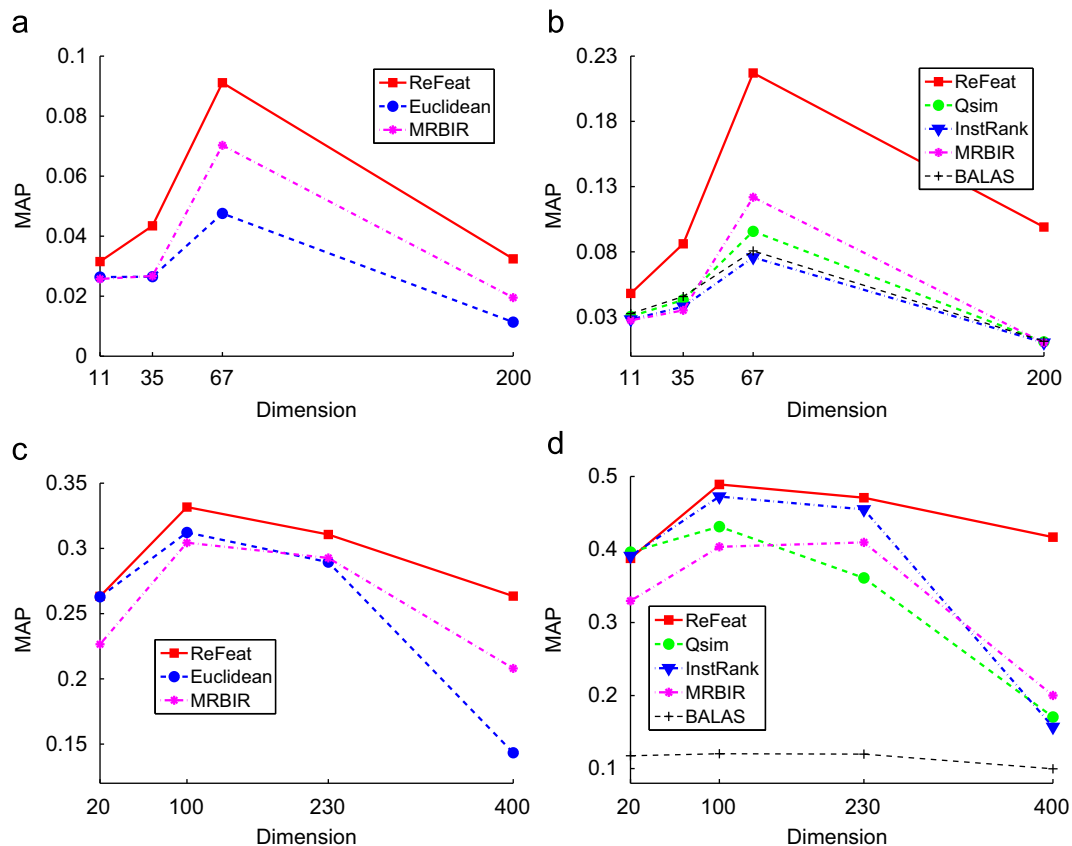 a
0.1
0.08
0.06
0.04
0.02
0
MAP
11 35 67 200
Dimension
ReFeat
Euclidean
MRBIR
b
0.23
0.18
0.13
0.08
0.03
MAP
11 35 67 200
Dimension
ReFeat
Qsim
InstRank
MRBIR
BALAS
c
0.35
0.3
0.25
0.2
0.15
MAP
20 100 230 400
Dimension
ReFeat
Euclidean
MRBIR
d
0.5
0.4
0.3
0.2
0.1
MAP
20 100 230 400
Dimension
ReFeat
Qsim
InstRank
MRBIR
BALAS